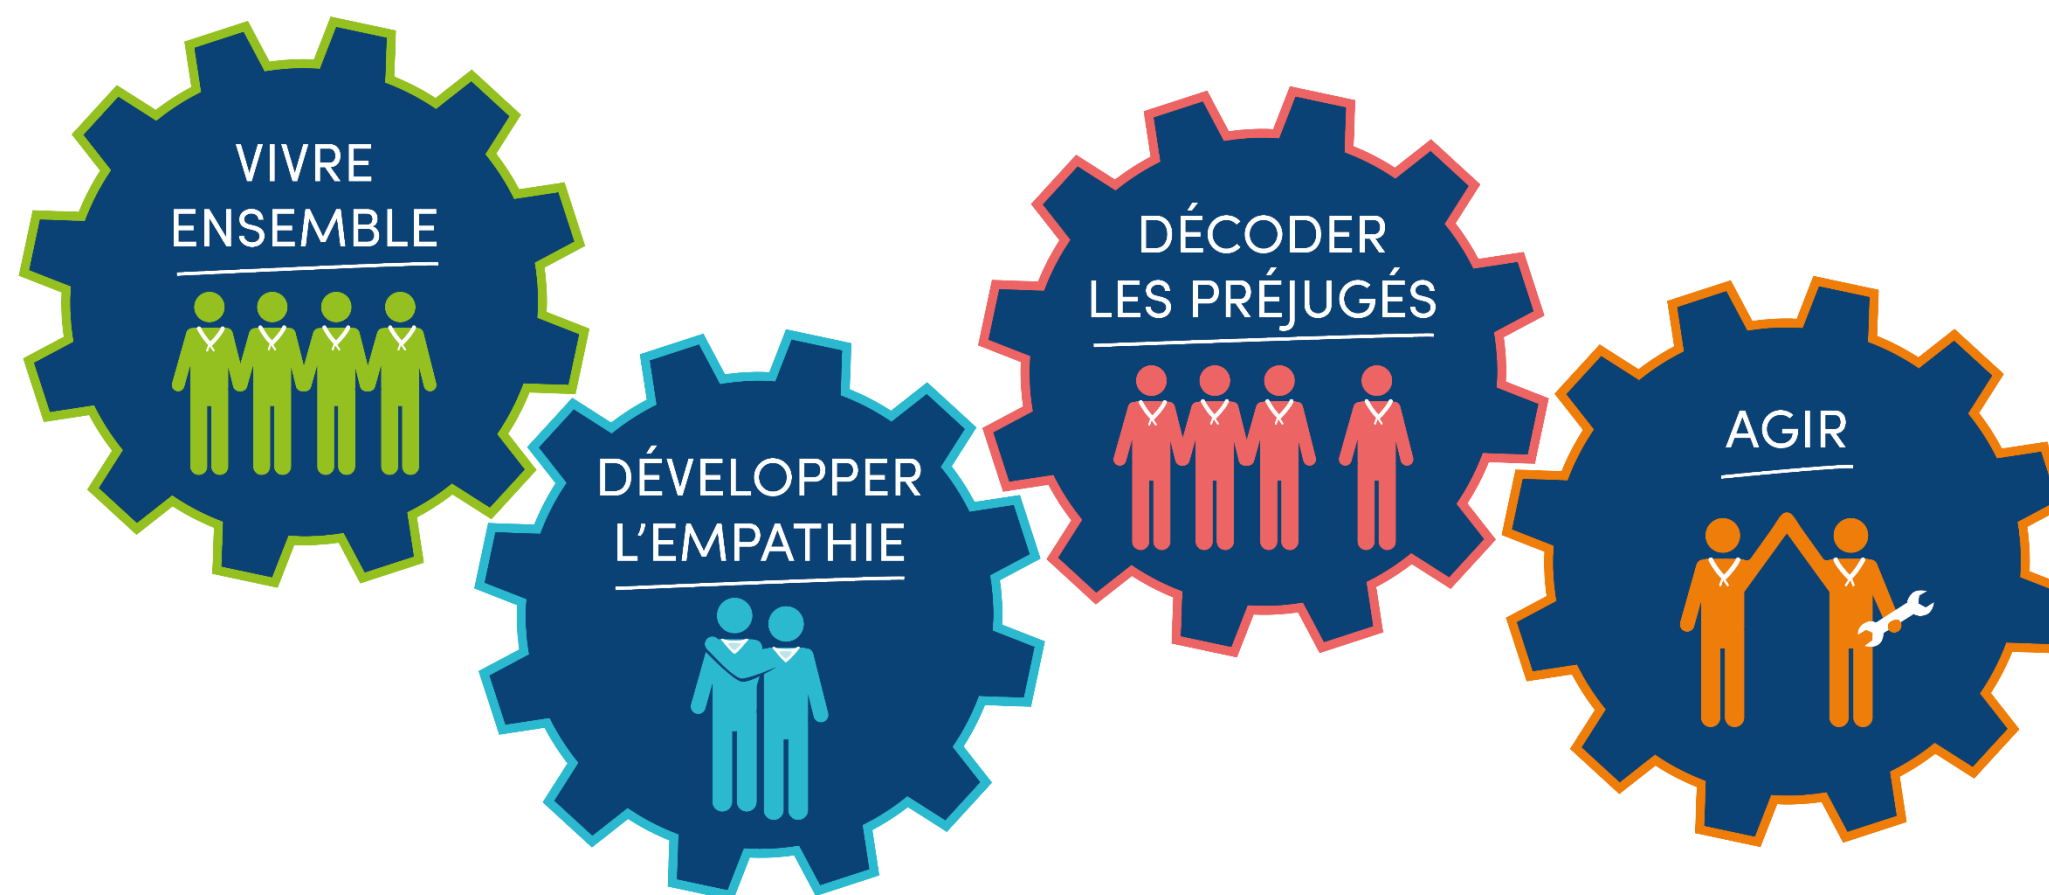 VIVRE
ENSEMBLE
DÉVELOPPER
L'EMPATHIE
DÉCODER
LES PRÉJUGÉS
AGIR